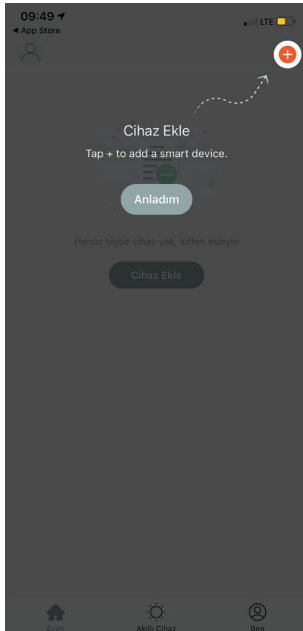 09:49
◀ App Store
LTE
Cihaz Ekle
Tap + to add a smart device.
Anladım
Henüz hiçbir cihaz yok, lütfen ekleyin
Cihaz Ekle
Evim
Akıllı Cihaz
Ben